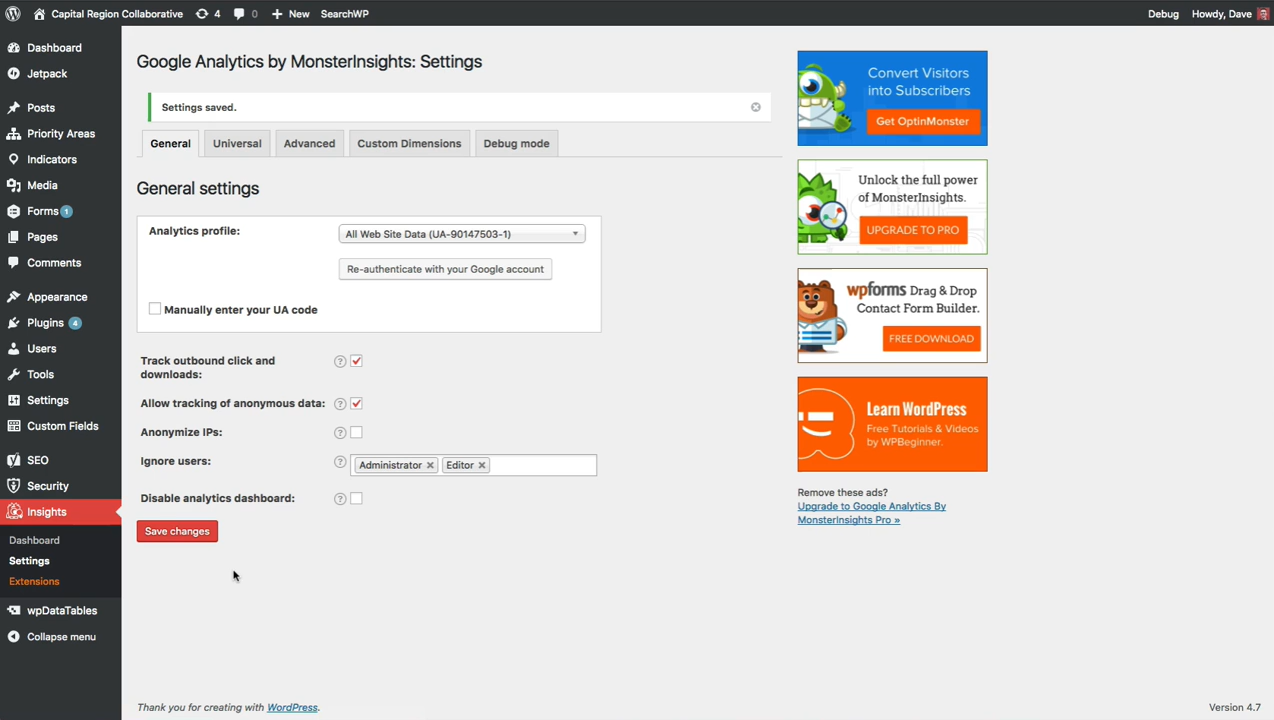 Capital Region Collaborative 4 0 + New SearchWP Debug Howdy, Dave
Dashboard
Jetpack
Posts
Priority Areas
Indicators
Media
Forms 1
Pages
Comments
Appearance
Plugins 4
Users
Tools
Settings
Custom Fields
SEO
Security
Insights
Dashboard
Settings
Extensions
wpDataTables
Collapse menu
Google Analytics by MonsterInsights: Settings
Settings saved.
General Universal Advanced Custom Dimensions Debug mode
General settings
Analytics profile: All Web Site Data (UA-90147503-1)
Re-authenticate with your Google account
Manually enter your UA code
Track outbound click and
downloads: ?
Allow tracking of anonymous data: ?
Anonymize IPs: ?
Ignore users: ? Administrator × Editor ×
Disable analytics dashboard: ?
Save changes
Convert Visitors
into Subscribers
Get OptinMonster
Unlock the full power
of MonsterInsights.
UPGRADE TO PRO
wpforms Drag & Drop
Contact Form Builder.
FREE DOWNLOAD
Learn WordPress
Free Tutorials & Videos
by WPBeginner.
Remove these ads?
Upgrade to Google Analytics By
MonsterInsights Pro »
Thank you for creating with WordPress.
Version 4.7